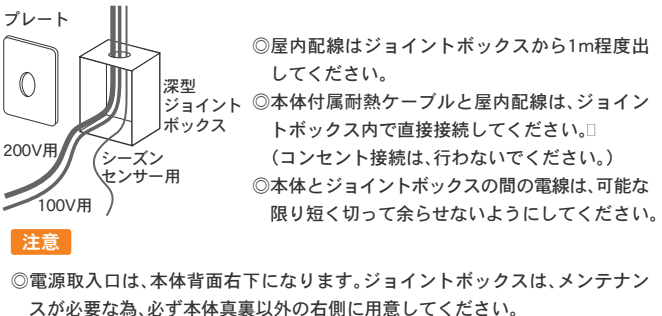 プレート
深型
ジョイント
ボックス
200V用
シーズン
センサー用
100V用
◎屋内配線はジョイントボックスから1m程度出
してください。
◎本体付属耐熱ケーブルと屋内配線は、ジョイン
トボックス内で直接接続してください。□
（コンセント接続は、行わないでください。）
◎本体とジョイントボックスの間の電線は、可能な
限り短く切って余らせないようにしてください。
注意
◎電源取入口は、本体背面右下になります。ジョイントボックスは、メンテナン
スが必要な為、必ず本体真裏以外の右側に用意してください。